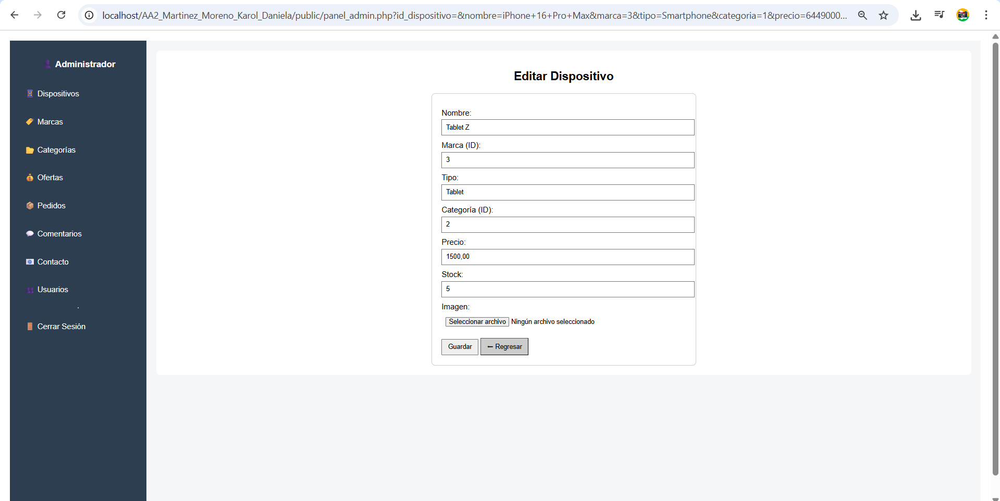 localhost/AA2_Martinez_Moreno_Karol_Daniela/public/panel_admin.php?id_dispositivo=&nombre=iPhone+16+Pro+Max&marca=3&tipo=Smartphone&categoria=1&precio=6449000...
Administrador
Dispositivos
Marcas
Categorías
Ofertas
Pedidos
Comentarios
Contacto
Usuarios
.
Cerrar Sesión
Editar Dispositivo
Nombre:
Tablet Z
Marca (ID):
3
Tipo:
Tablet
Categoría (ID):
2
Precio:
1500,00
Stock:
5
Imagen:
Seleccionar archivo Ningún archivo seleccionado
Guardar ← Regresar